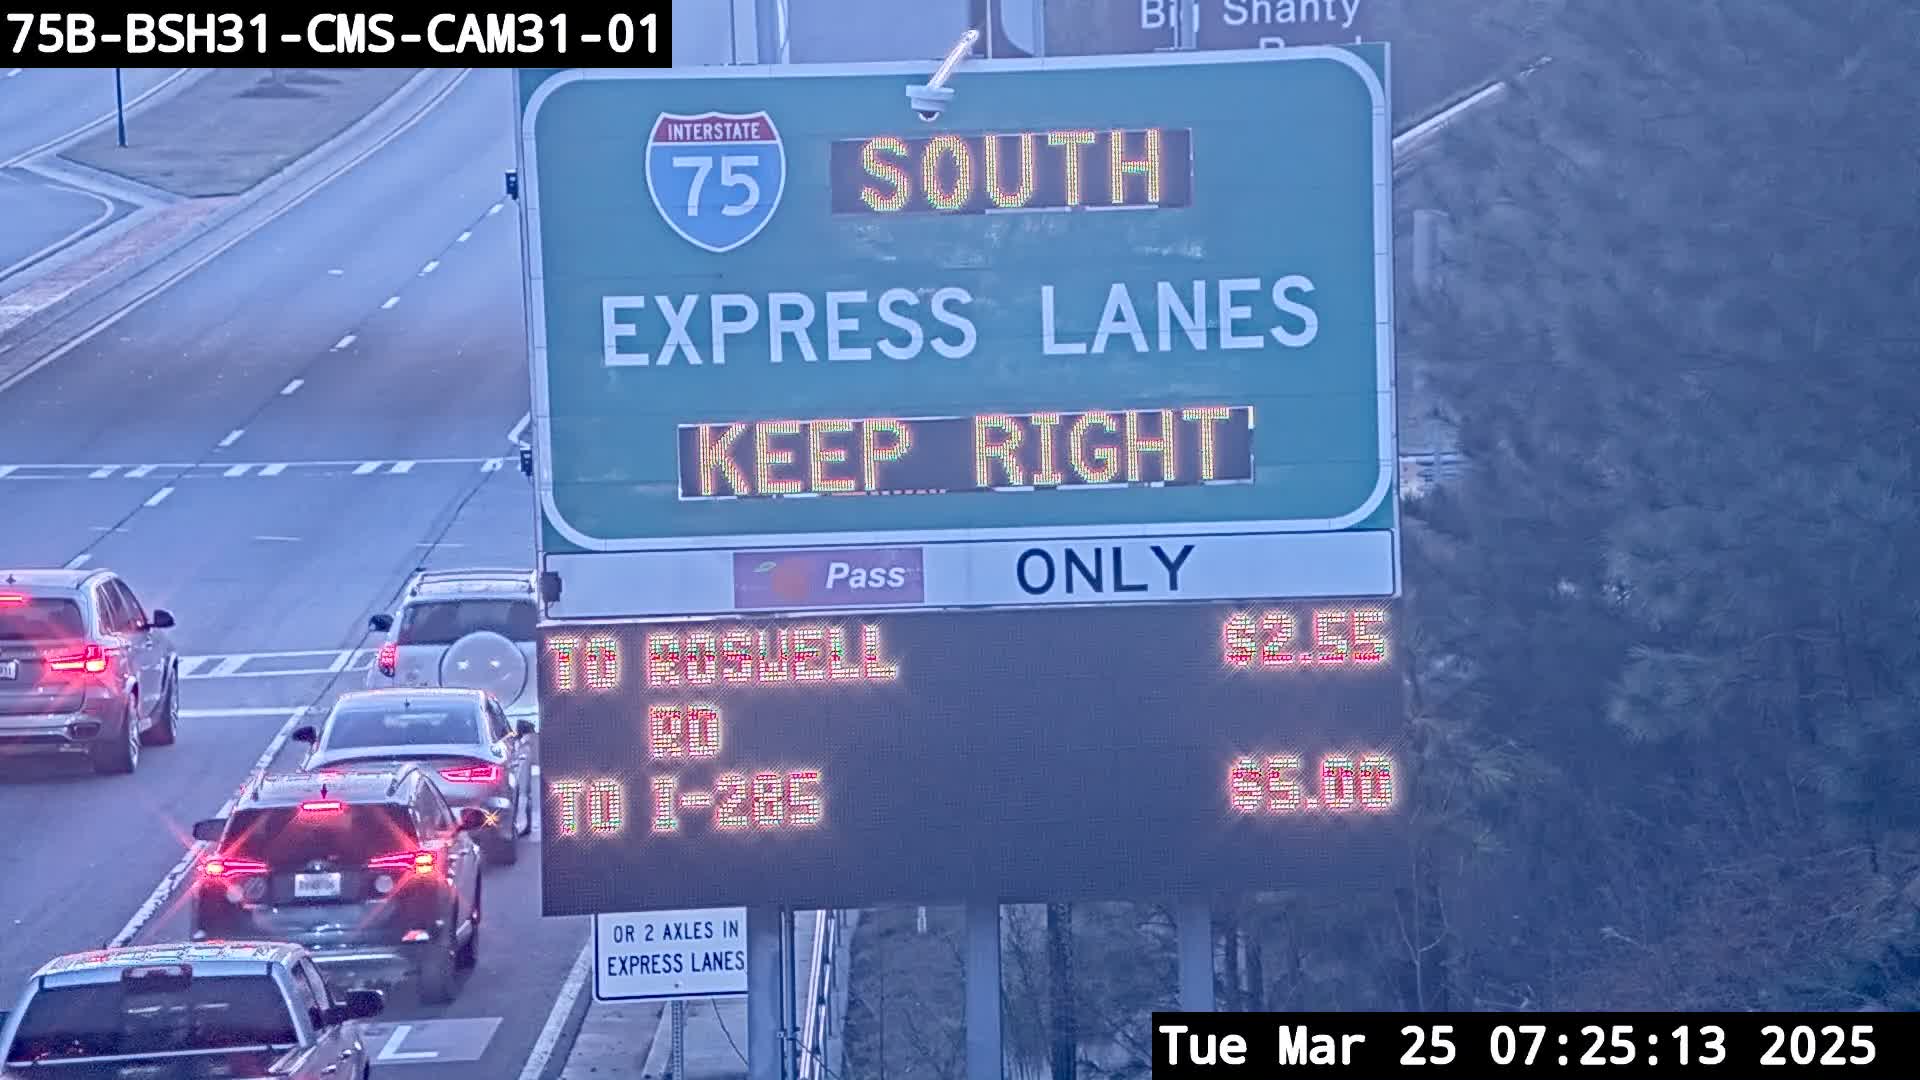 75B-BSH31-CMS-CAM31-01
Big Shanty
INTERSTATE
75
SOUTH
EXPRESS LANES
KEEP RIGHT
Pass ONLY
TO ROSWELL $2.55
RD
TO I-285 $5.00
OR 2 AXLES IN
EXPRESS LANES
Tue Mar 25 07:25:13 2025